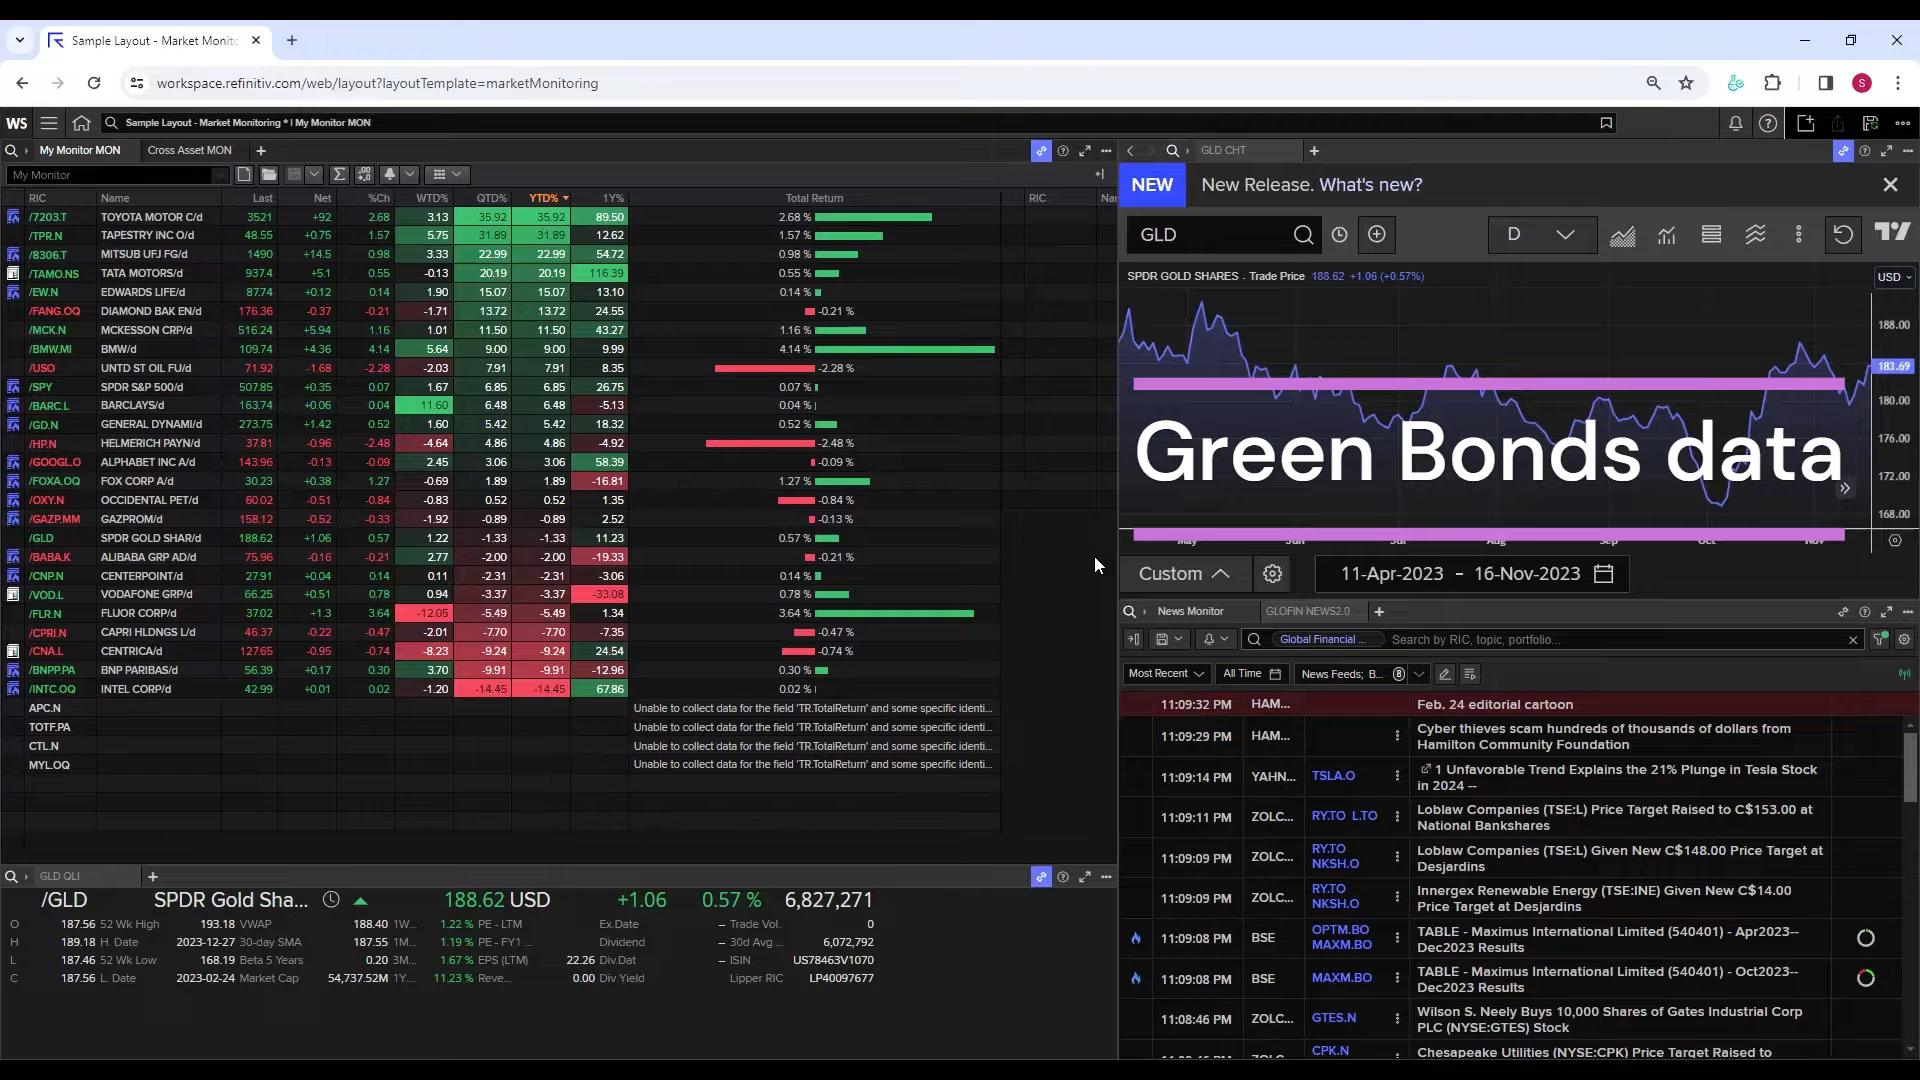 Sample Layout - Market Monito
workspace.refinitiv.com/web/layout?layoutTemplate=marketMonitoring
S
WS Sample Layout - Market Monitoring * | My Monitor MON
My Monitor MON Cross Asset MON
My Monitor
RIC Name Last Net %Ch WTD% QTD% YTD% 1Y% Total Return RIC Nar
/7203.T TOYOTA MOTOR C/d 3521 +92 2.68 3.13 35.92 35.92 89.50 2.68 %
/TPR.N TAPESTRY INC O/d 48.55 +0.75 1.57 5.75 31.89 31.89 12.62 1.57 %
/8306.T MITSUB UFJ FG/d 1490 +14.5 0.98 3.33 22.99 22.99 54.72 0.98 %
/TAMO.NS TATA MOTORS/d 937.4 +5.1 0.55 -0.13 20.19 20.19 116.39 0.55 %
/EW.N EDWARDS LIFE/d 87.74 +0.12 0.14 1.90 15.07 15.07 13.10 0.14 %
/FANG.OQ DIAMOND BAK EN/d 176.36 -0.37 -0.21 -1.71 13.72 13.72 24.55 -0.21 %
/MCK.N MCKESSON CRP/d 516.24 +5.94 1.16 1.01 11.50 11.50 43.27 1.16 %
/BMW.MI BMW/d 109.74 +4.36 4.14 5.64 9.00 9.00 9.99 4.14 %
/USO UNTD ST OIL FU/d 71.92 -1.68 -2.28 -2.03 7.91 7.91 8.35 -2.28 %
/SPY SPDR S&P 500/d 507.85 +0.35 0.07 1.67 6.85 6.85 26.75 0.07 %
/BARC.L BARCLAYS/d 163.74 +0.06 0.04 11.60 6.48 6.48 -5.13 0.04 %
/GD.N GENERAL DYNAMI/d 273.75 +1.42 0.52 1.60 5.42 5.42 18.32 0.52 %
/HP.N HELMERICH PAYN/d 37.81 -0.96 -2.48 -4.64 4.86 4.86 -4.92 -2.48 %
/GOOGL.O ALPHABET INC A/d 143.96 -0.13 -0.09 2.45 3.06 3.06 58.39 -0.09 %
/FOXA.OQ FOX CORP A/d 30.23 +0.38 1.27 -0.69 1.89 1.89 -16.81 1.27 %
/OXY.N OCCIDENTAL PET/d 60.02 -0.51 -0.84 -0.83 0.52 0.52 1.35 -0.84 %
/GAZP.MM GAZPROM/d 158.12 -0.52 -0.33 -1.92 -0.89 -0.89 2.52 -0.13 %
/GLD SPDR GOLD SHAR/d 188.62 +1.06 0.57 1.22 -1.33 -1.33 11.23 0.57 %
/BABA.K ALIBABA GRP AD/d 75.96 -0.16 -0.21 2.77 -2.00 -2.00 -19.33 -0.21 %
/CNP.N CENTERPOINT/d 27.91 +0.04 0.14 0.11 -2.31 -2.31 -3.06 0.14 %
/VOD.L VODAFONE GRP/d 66.25 +0.51 0.78 0.94 -3.37 -3.37 -33.08 0.78 %
/FLR.N FLUOR CORP/d 37.02 +1.3 3.64 -12.05 -5.49 -5.49 1.34 3.64 %
/CPRI.N CAPRI HLDNGS L/d 46.37 -0.22 -0.47 -2.01 -7.70 -7.70 -7.35 -0.47 %
/CNA.L CENTRICA/d 127.65 -0.95 -0.74 -8.23 -9.24 -9.24 24.54 -0.74 %
/BNPP.PA BNP PARIBAS/d 56.39 +0.17 0.30 3.70 -9.91 -9.91 -12.96 0.30 %
/INTC.OQ INTEL CORP/d 42.99 +0.01 0.02 -1.20 -14.45 -14.45 67.86 0.02 %
APC.N Unable to collect data for the field 'TR.TotalReturn' and some specific identi...
TOTF.PA Unable to collect data for the field 'TR.TotalReturn' and some specific identi...
CTL.N Unable to collect data for the field 'TR.TotalReturn' and some specific identi...
MYL.OQ Unable to collect data for the field 'TR.TotalReturn' and some specific identi...
GLD QLI
/GLD SPDR Gold Sha... 188.62 USD +1.06 0.57 % 6,827,271
O 187.56 52 Wk High 193.18 VWAP 188.40 1W... 1.22 % PE - LTM Ex.Date -- Trade Vol. 0
H 189.18 H. Date 2023-12-27 30-day SMA 187.55 1M... 1.19 % PE - FY1 ... Dividend -- 30d Avg ... 6,072,792
L 187.46 52 Wk Low 168.19 Beta 5 Years 0.20 3M... 1.67 % EPS (LTM) 22.26 Div.Dat -- ISIN US78463V1070
C 187.56 L. Date 2023-02-24 Market Cap 54,737.52M 1Y... 11.23 % Reve... 0.00 Div Yield Lipper RIC LP40097677
GLD CHT
NEW New Release. What's new?
GLD D
SPDR GOLD SHARES - Trade Price 188.62 +1.06 (+0.57%) USD
188.00
183.69
180.00
176.00
172.00
168.00
Green Bonds data
May Jun Jul Aug Sep Oct Nov
Custom 11-Apr-2023 - 16-Nov-2023
News Monitor GLOFIN NEWS2.0
Global Financial ... Search by RIC, topic, portfolio...
Most Recent All Time News Feeds; B... 8
11:09:32 PM HAM... Feb. 24 editorial cartoon
11:09:29 PM HAM... Cyber thieves scam hundreds of thousands of dollars from
Hamilton Community Foundation
11:09:14 PM YAHN... TSLA.O 1 Unfavorable Trend Explains the 21% Plunge in Tesla Stock
in 2024 --
11:09:11 PM ZOLC... RY.TO L.TO Loblaw Companies (TSE:L) Price Target Raised to C$153.00 at
National Bankshares
11:09:09 PM ZOLC... RY.TO NKSH.O Loblaw Companies (TSE:L) Given New C$148.00 Price Target at
Desjardins
11:09:09 PM ZOLC... RY.TO NKSH.O Innergex Renewable Energy (TSE:INE) Given New C$14.00
Price Target at Desjardins
11:09:08 PM BSE OPTM.BO MAXM.BO TABLE - Maximus International Limited (540401) - Apr2023--
Dec2023 Results
11:09:08 PM BSE MAXM.BO TABLE - Maximus International Limited (540401) - Oct2023--
Dec2023 Results
11:08:46 PM ZOLC... GTES.N Wilson S. Neely Buys 10,000 Shares of Gates Industrial Corp
PLC (NYSE:GTES) Stock
CPK.N Chesapeake Utilities (NYSE:CPK) Price Target Raised to